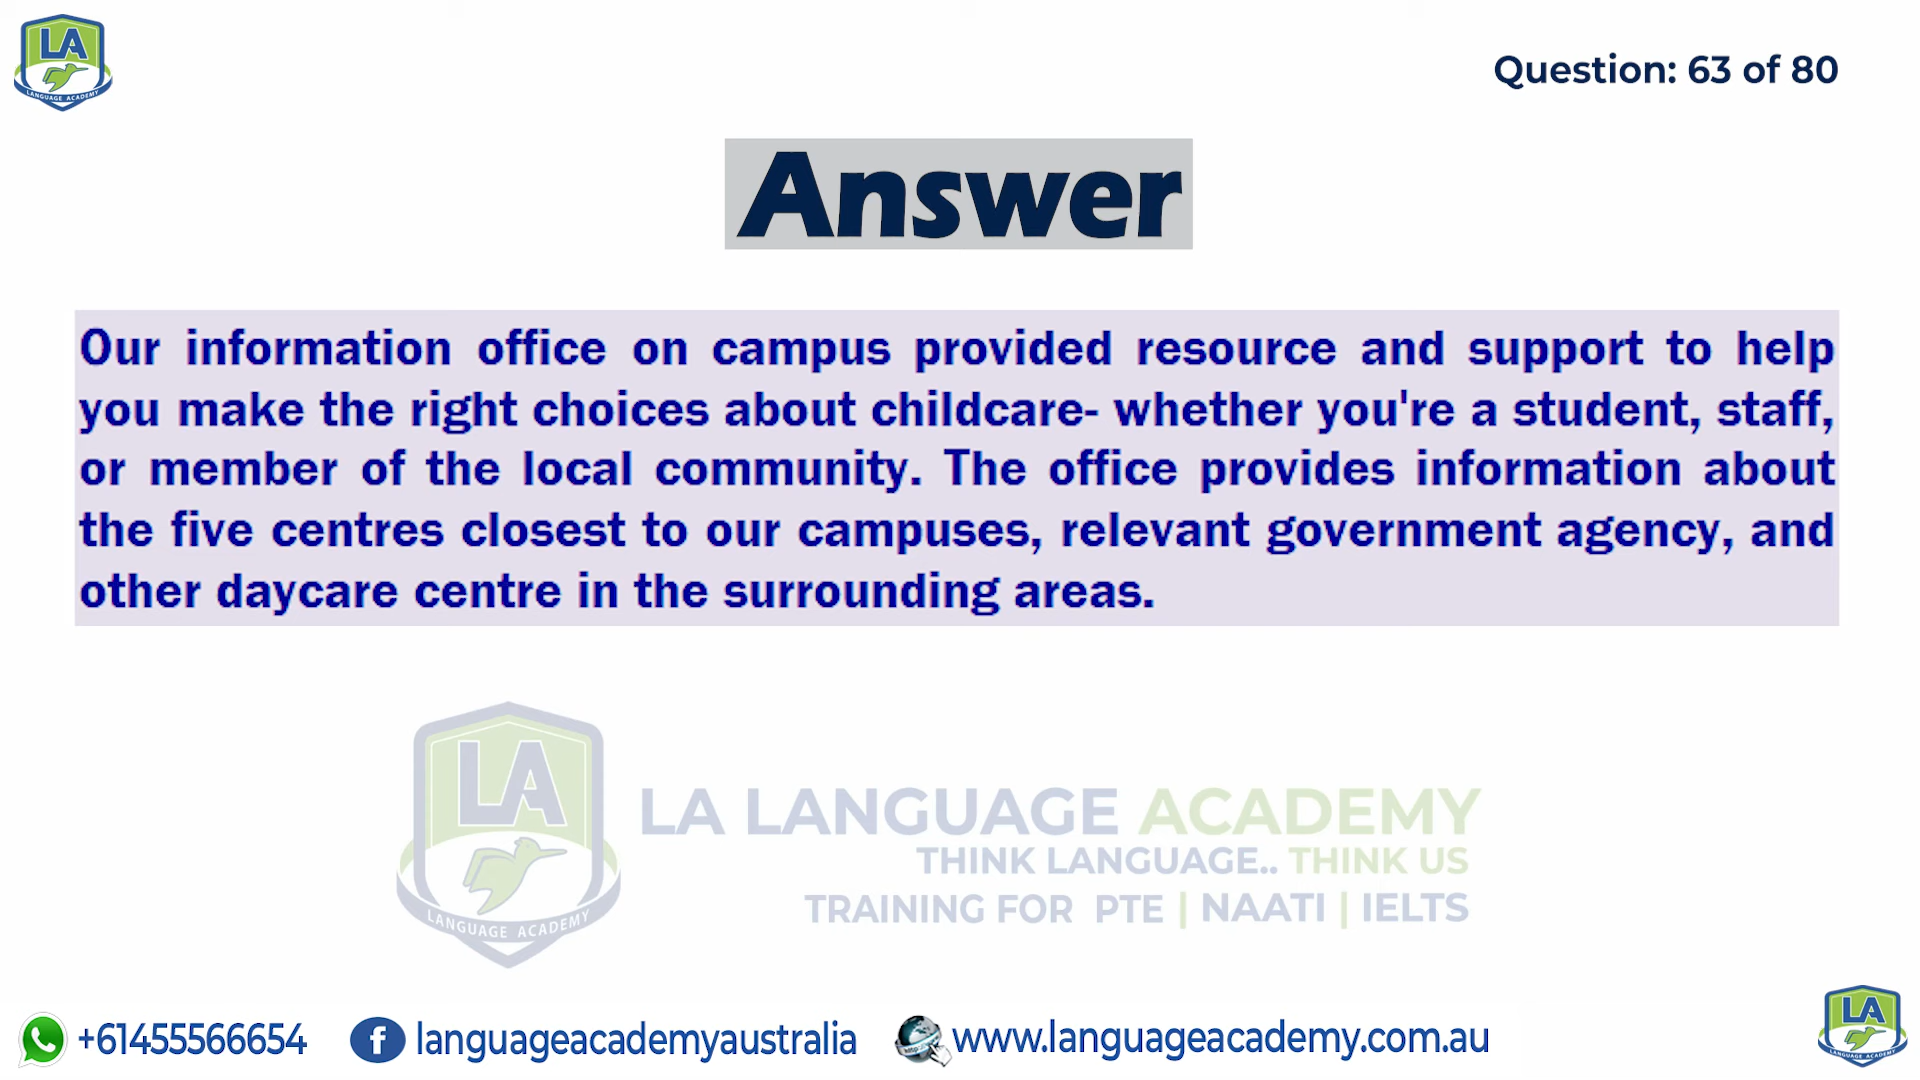 LA
LANGUAGE ACADEMY
Question: 63 of 80
Answer
Our information office on campus provided resource and support to help
you make the right choices about childcare- whether you're a student, staff,
or member of the local community. The office provides information about
the five centres closest to our campuses, relevant government agency, and
other daycare centre in the surrounding areas.
LA
LANGUAGE ACADEMY
LA LANGUAGE ACADEMY
THINK LANGUAGE.. THINK US
TRAINING FOR PTE | NAATI | IELTS
+61455566654
languageacademyaustralia
www.languageacademy.com.au
LA
LANGUAGE ACADEMY